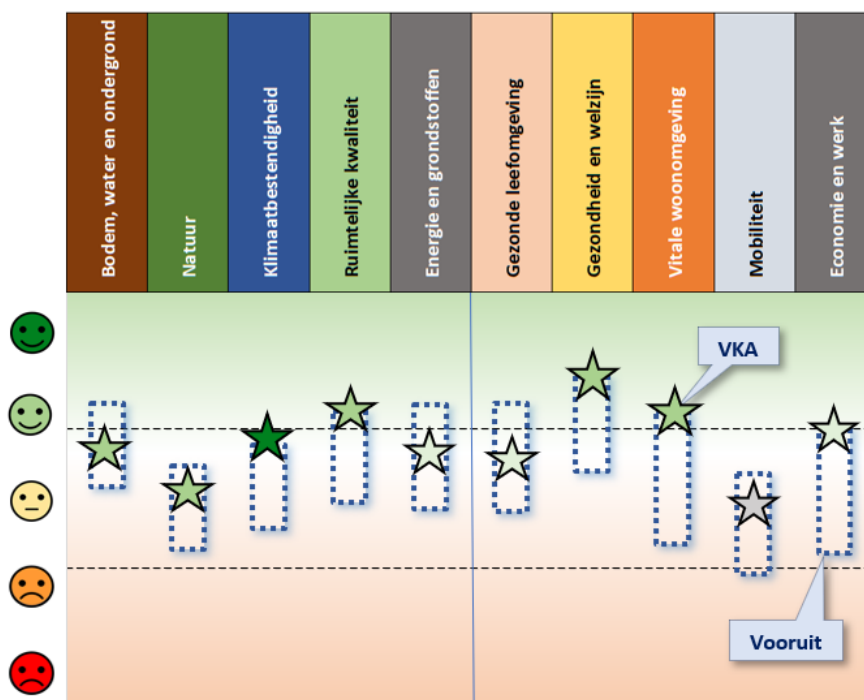 Bodem, water en ondergrond
Natuur
Klimaatbestendigheid
Ruimtelijke kwaliteit
Energie en grondstoffen
Gezonde leefomgeving
Gezondheid en welzijn
Vitale woonomgeving
Mobiliteit
Economie en werk
VKA
Vooruit